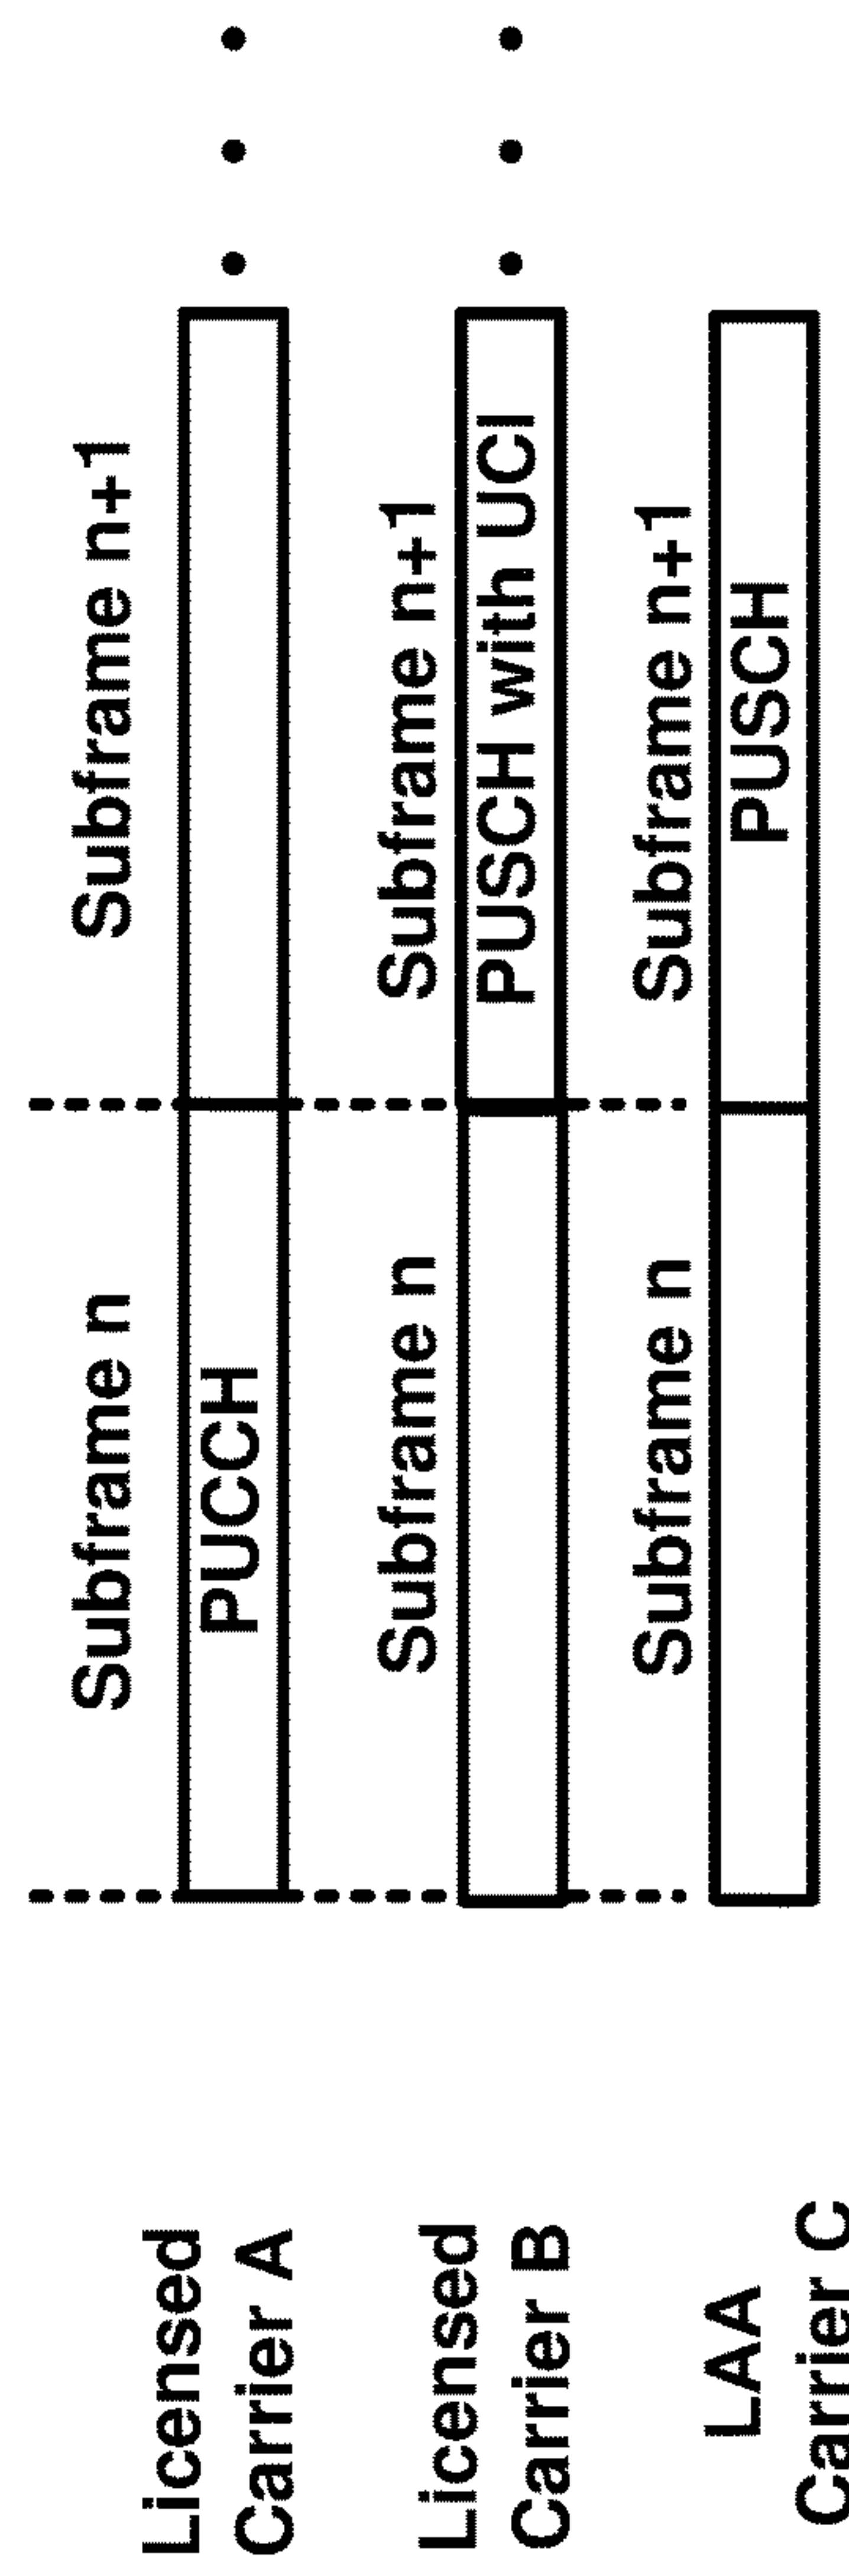 Subframe n
Subframe n+1
Licensed
Carrier A
PUCCH
Subframe n
Subframe n+1
Licensed
Carrier B
PUSCH with UCI
Subframe n
Subframe n+1
LAA
Carrier C
PUSCH